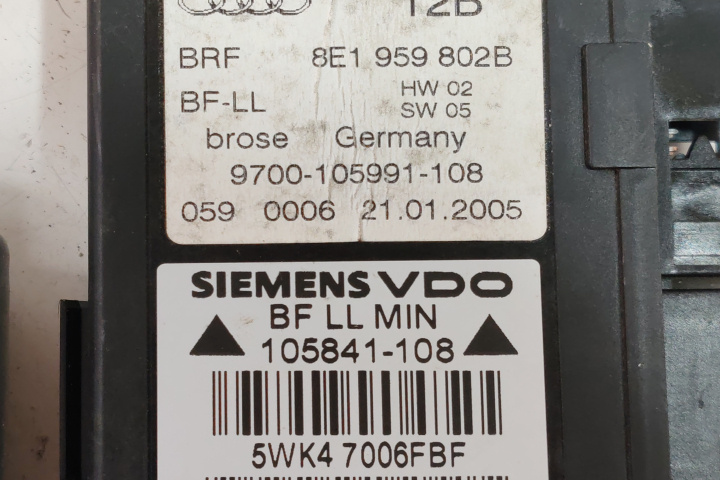 12B
BRF 8E1 959 802B
BF-LL HW 02
SW 05
brose Germany
9700-105991-108
059 0006 21.01.2005
SIEMENS VDO
BF LL MIN
105841-108
5WK4 7006FBF